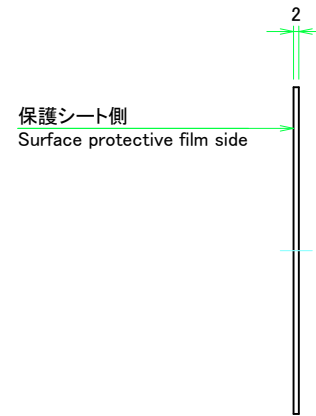 2
保護シート側
Surface protective film side